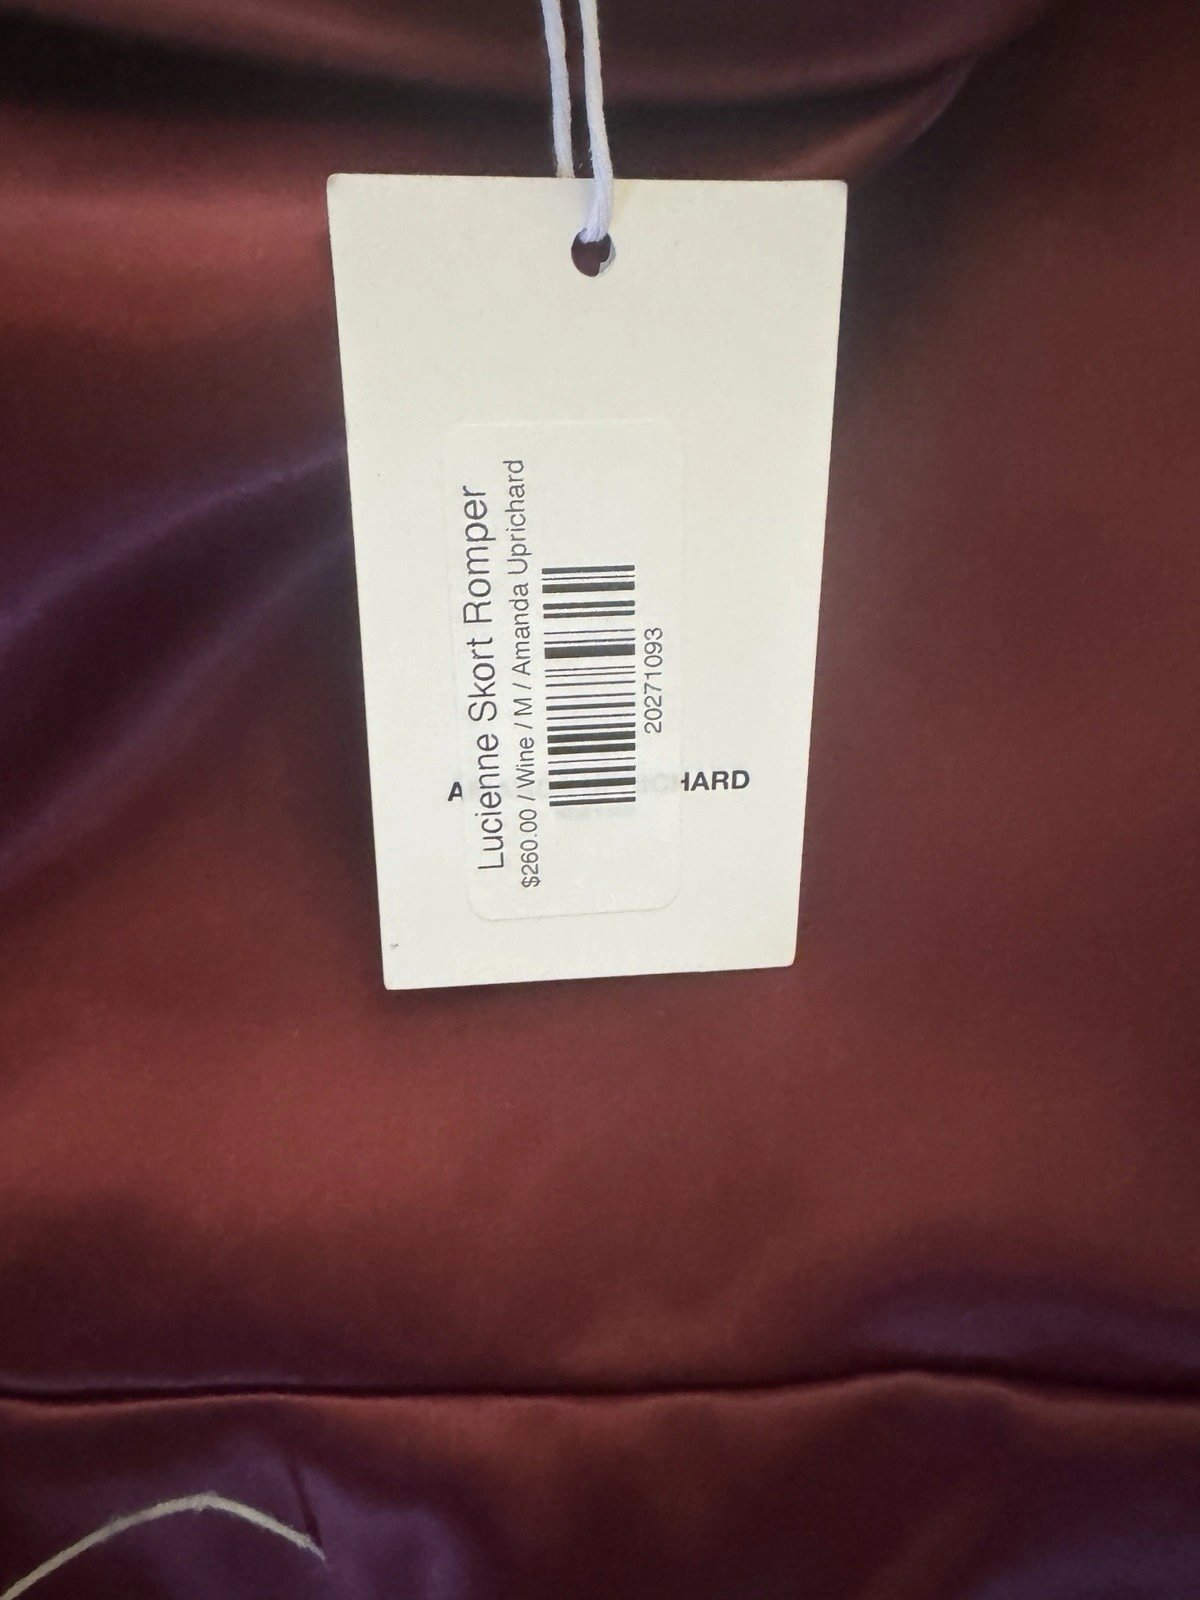 Lucienne Skort Romper
$260.00 / Wine / M / Amanda Uprichard
20271093
HARD